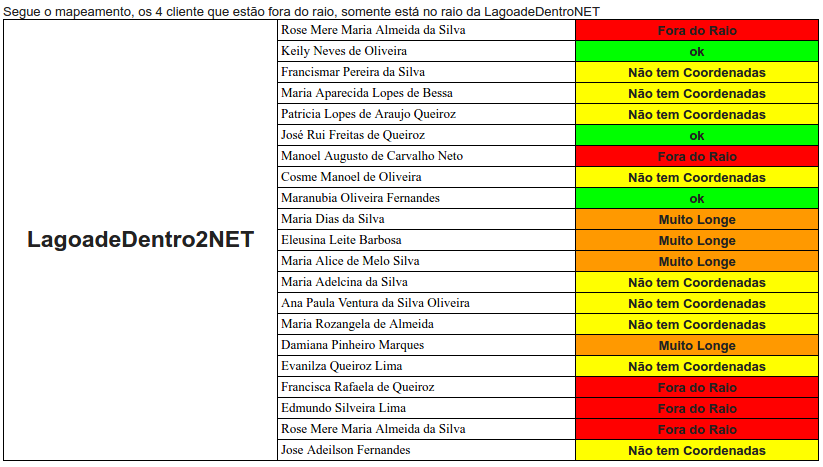 Segue o mapeamento, os 4 cliente que estão fora do raio, somente está no raio da LagoadeDentroNET
LagoadeDentro2NET
Rose Mere Maria Almeida da Silva Fora do Raio
Keily Neves de Oliveira ok
Francismar Pereira da Silva Não tem Coordenadas
Maria Aparecida Lopes de Bessa Não tem Coordenadas
Patricia Lopes de Araujo Queiroz Não tem Coordenadas
José Rui Freitas de Queiroz ok
Manoel Augusto de Carvalho Neto Fora do Raio
Cosme Manoel de Oliveira Não tem Coordenadas
Maranubia Oliveira Fernandes ok
Maria Dias da Silva Muito Longe
Eleusina Leite Barbosa Muito Longe
Maria Alice de Melo Silva Muito Longe
Maria Adelcina da Silva Não tem Coordenadas
Ana Paula Ventura da Silva Oliveira Não tem Coordenadas
Maria Rozangela de Almeida Não tem Coordenadas
Damiana Pinheiro Marques Muito Longe
Evanilza Queiroz Lima Não tem Coordenadas
Francisca Rafaela de Queiroz Fora do Raio
Edmundo Silveira Lima Fora do Raio
Rose Mere Maria Almeida da Silva Fora do Raio
Jose Adeilson Fernandes Não tem Coordenadas